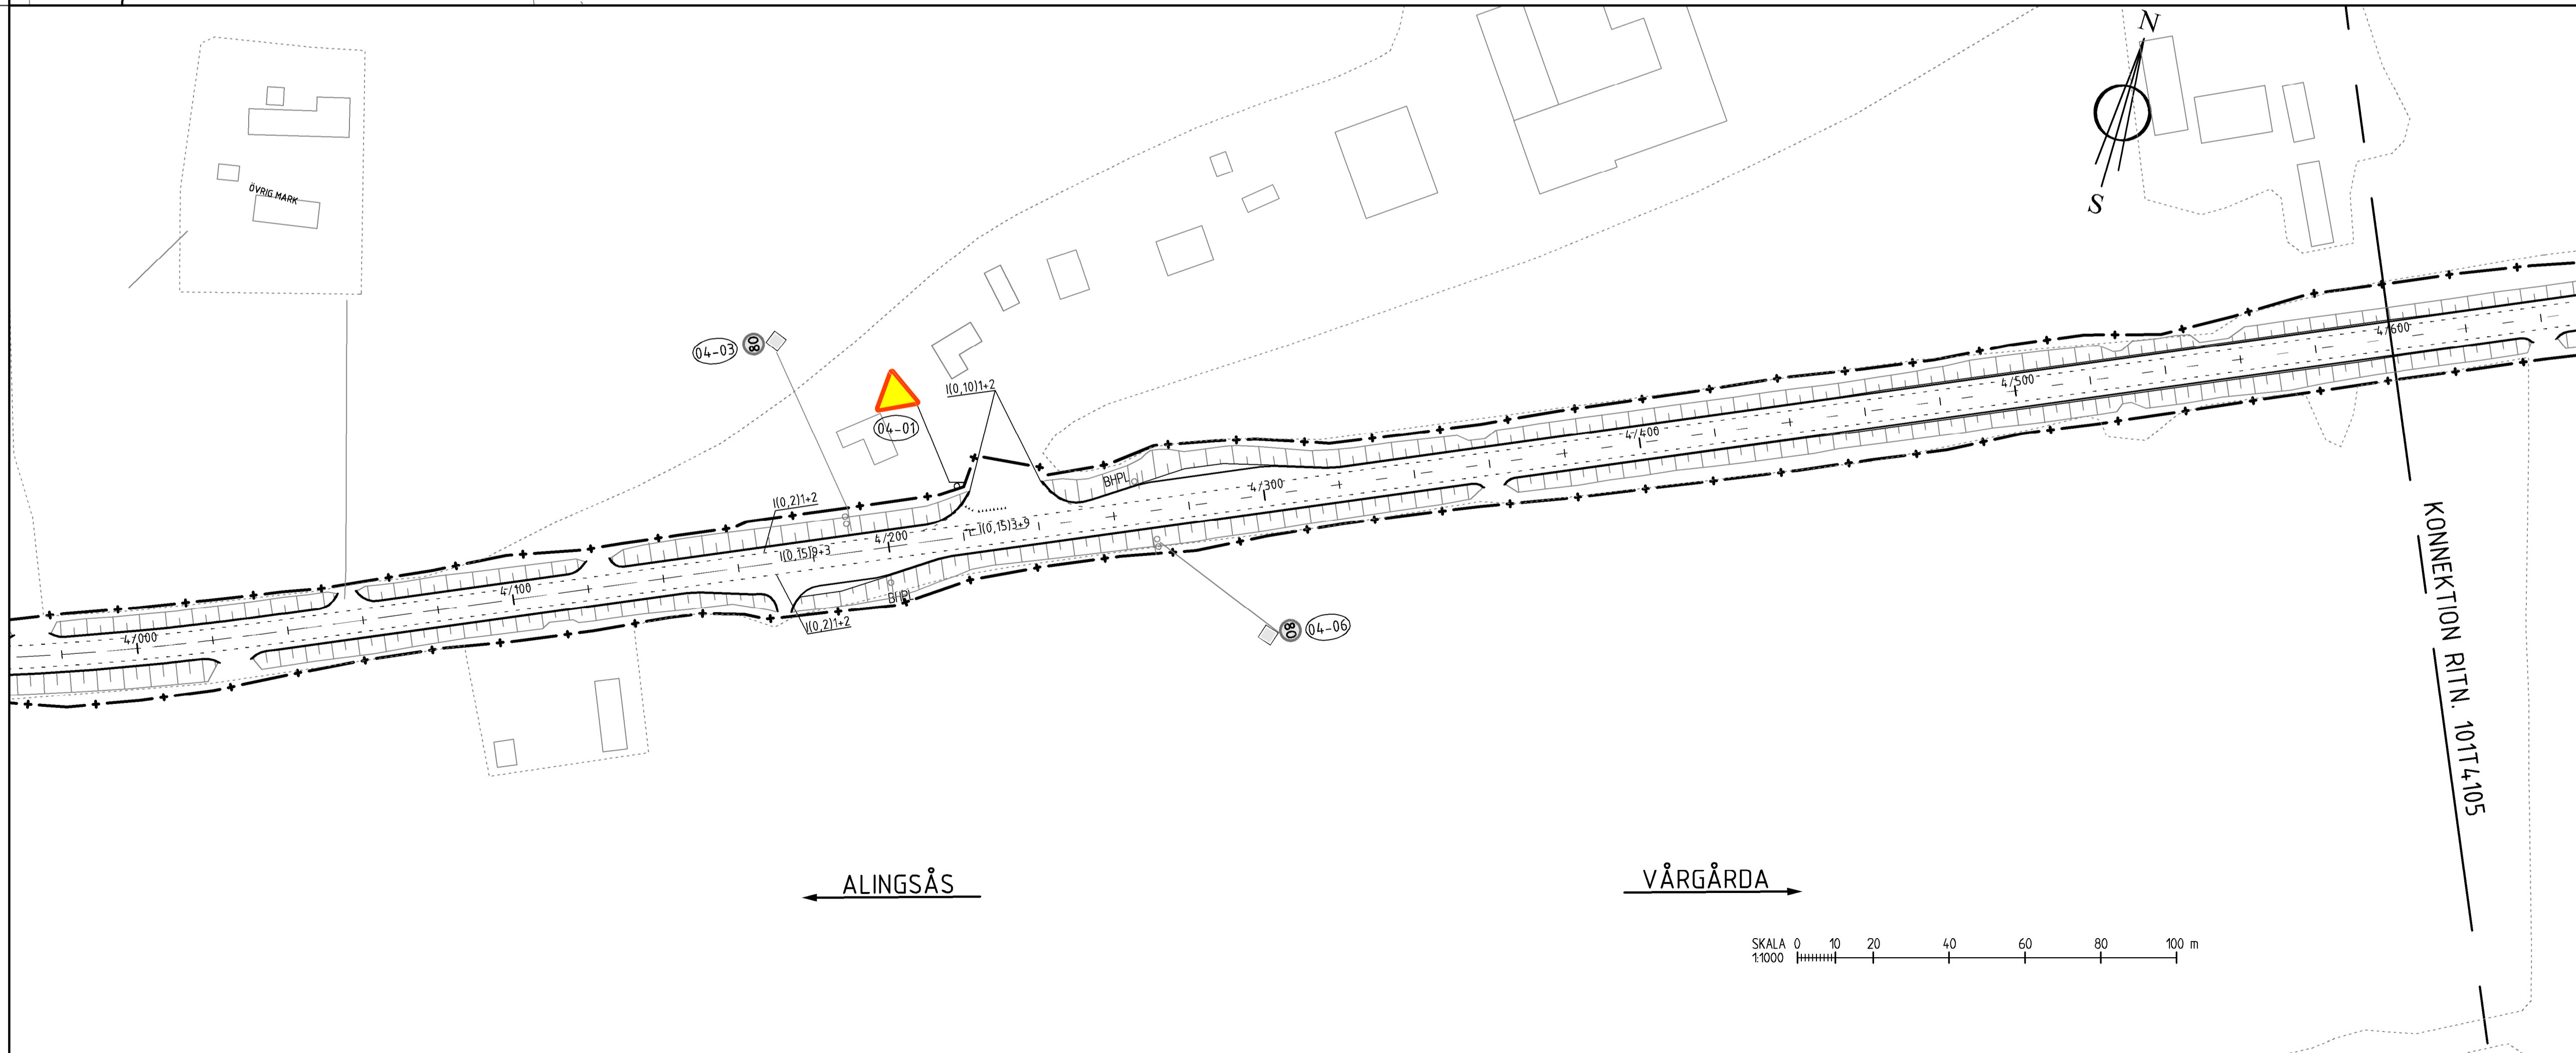 N
S
ÖVRIG MARK
04-03
80
04-01
I(0,10)1+2
I(0,2)1+2
I(0,15)9+3
4/200
I(0,15)3+9
BHPL
4/300
4/400
4/500
4/600
4/100
4/000
BHPL
I(0,2)1+2
80
04-06
KONNEKTION RITN. 101T4105
ALINGSÅS
VÅRGÅRDA
SKALA 0 10 20 40 60 80 100 m
1:1000